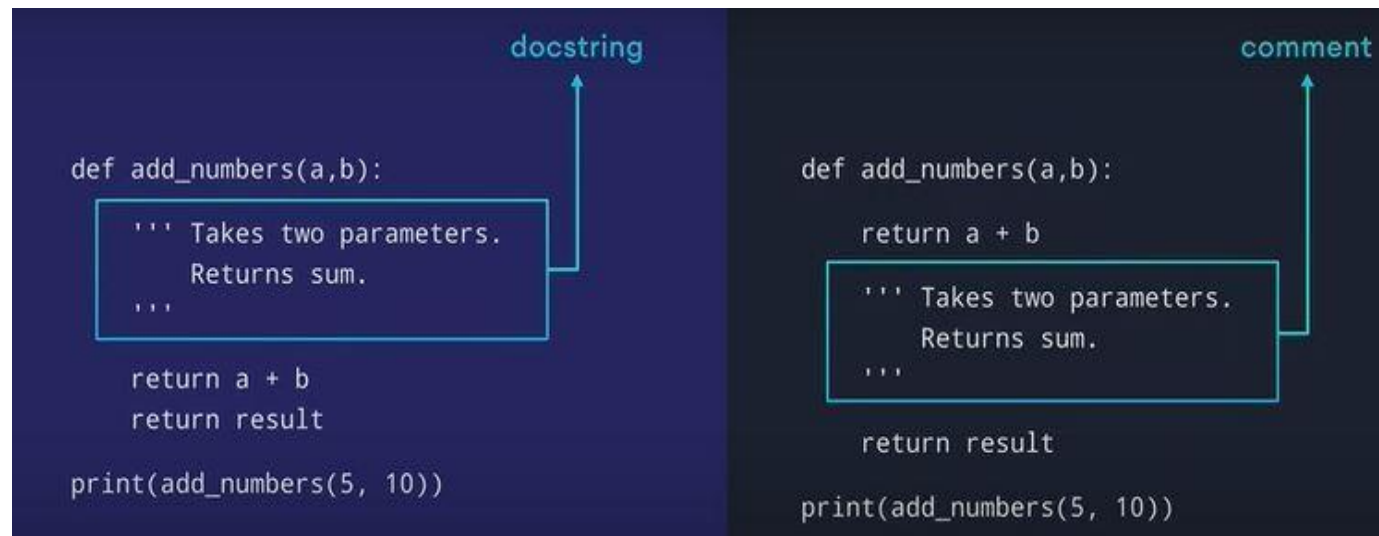 docstring
def add_numbers(a,b):
''' Takes two parameters.
Returns sum.
'''
return a + b
return result
print(add_numbers(5, 10))
comment
def add_numbers(a,b):
return a + b
''' Takes two parameters.
Returns sum.
'''
return result
print(add_numbers(5, 10))